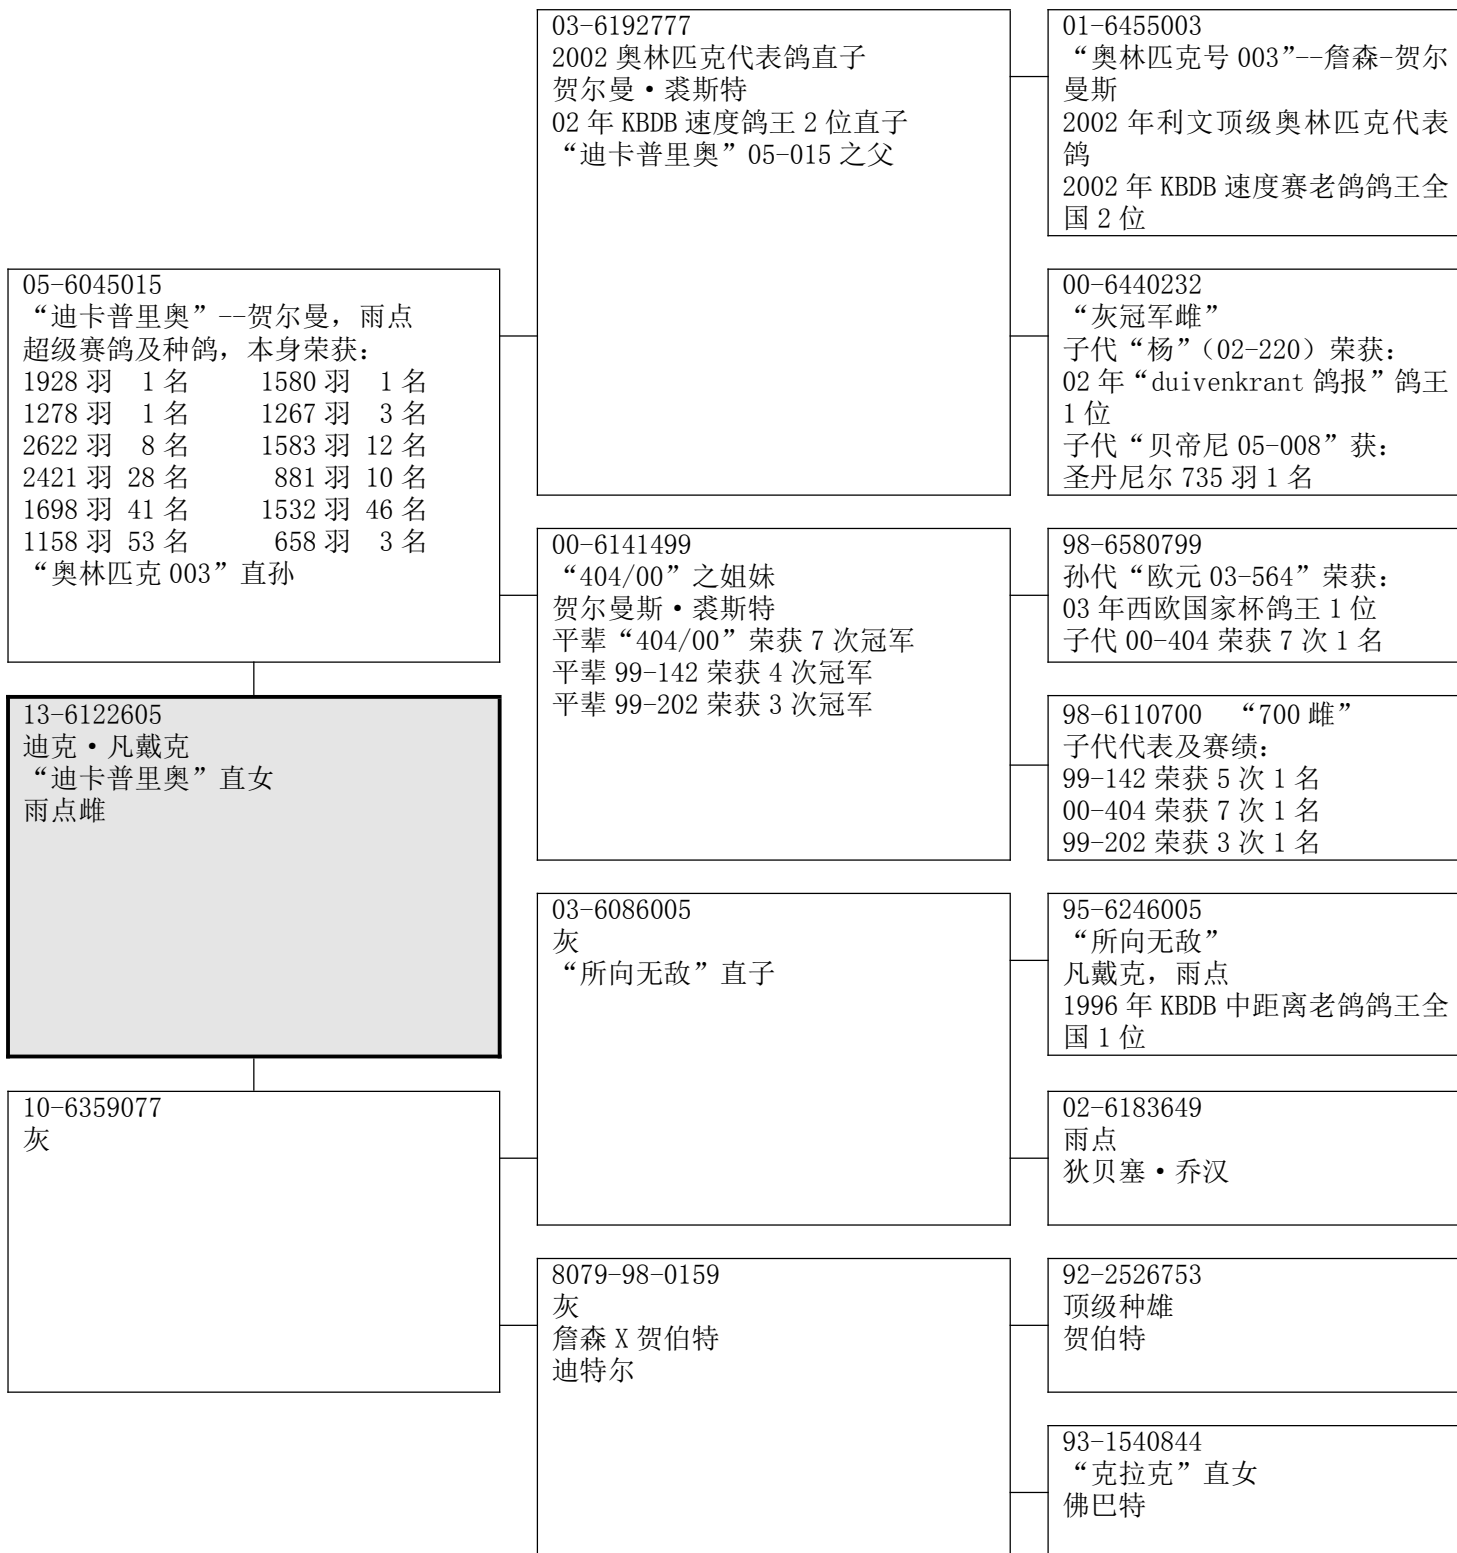 03-6192777
2002 奥林匹克代表鸽直子
贺尔曼·裘斯特
02 年 KBDB 速度鸽王 2 位直子
“迪卡普里奥”05-015 之父
01-6455003
“奥林匹克号 003”--詹森-贺尔
曼斯
2002 年利文顶级奥林匹克代表
鸽
2002 年 KBDB 速度赛老鸽鸽王全
国 2 位
05-6045015
“迪卡普里奥”--贺尔曼，雨点
超级赛鸽及种鸽，本身荣获：
1928 羽 1 名 1580 羽 1 名
1278 羽 1 名 1267 羽 3 名
2622 羽 8 名 1583 羽 12 名
2421 羽 28 名 881 羽 10 名
1698 羽 41 名 1532 羽 46 名
1158 羽 53 名 658 羽 3 名
“奥林匹克 003”直孙
00-6440232
“灰冠军雌”
子代“杨”（02-220）荣获：
02 年“duivenkrant 鸽报”鸽王
1 位
子代“贝帝尼 05-008”获：
圣丹尼尔 735 羽 1 名
00-6141499
“404/00”之姐妹
贺尔曼斯·裘斯特
平辈“404/00”荣获 7 次冠军
平辈 99-142 荣获 4 次冠军
平辈 99-202 荣获 3 次冠军
98-6580799
孙代“欧元 03-564”荣获：
03 年西欧国家杯鸽王 1 位
子代 00-404 荣获 7 次 1 名
13-6122605
迪克·凡戴克
“迪卡普里奥”直女
雨点雌
98-6110700 “700 雌”
子代代表及赛绩：
99-142 荣获 5 次 1 名
00-404 荣获 7 次 1 名
99-202 荣获 3 次 1 名
03-6086005
灰
“所向无敌”直子
95-6246005
“所向无敌”
凡戴克，雨点
1996 年 KBDB 中距离老鸽鸽王全
国 1 位
10-6359077
灰
02-6183649
雨点
狄贝塞·乔汉
8079-98-0159
灰
詹森 X 贺伯特
迪特尔
92-2526753
顶级种雄
贺伯特
93-1540844
“克拉克”直女
佛巴特